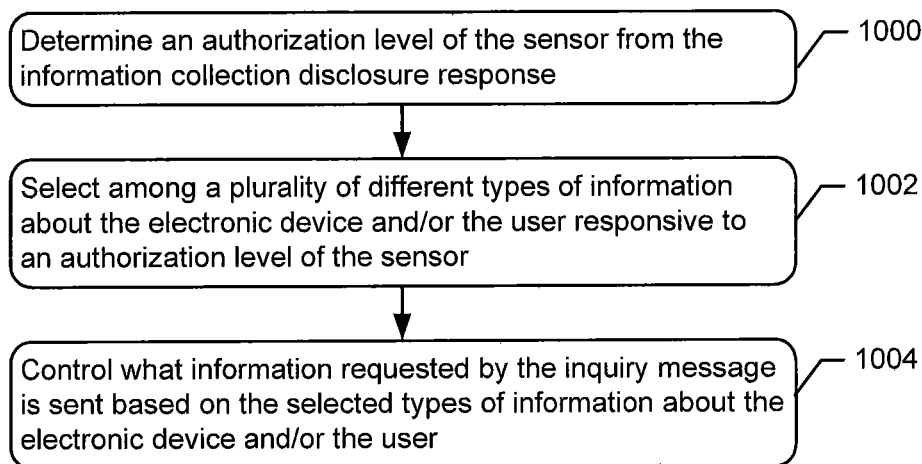 Determine an authorization level of the sensor from the
information collection disclosure response
1000
Select among a plurality of different types of information
about the electronic device and/or the user responsive to
an authorization level of the sensor
1002
Control what information requested by the inquiry message
is sent based on the selected types of information about the
electronic device and/or the user
1004